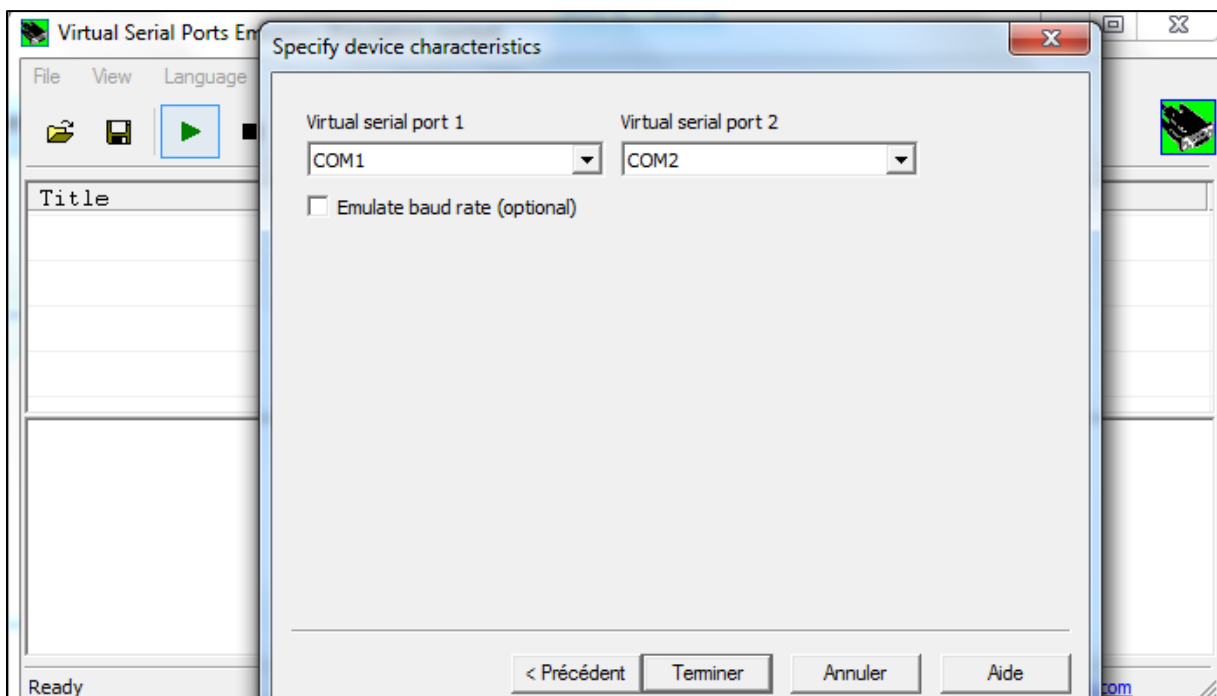 Virtual Serial Ports Em
Specify device characteristics
File View Language
Virtual serial port 1 Virtual serial port 2
COM1 COM2
Title
Emulate baud rate (optional)
< Précédent Terminer Annuler Aide
Ready com